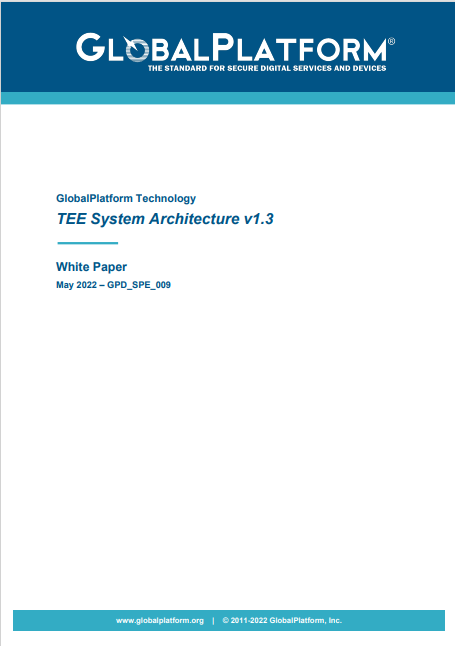 GLOBALPLATFORM®
THE STANDARD FOR SECURE DIGITAL SERVICES AND DEVICES
GlobalPlatform Technology
TEE System Architecture v1.3
White Paper
May 2022 – GPD_SPE_009
www.globalplatform.org | © 2011-2022 GlobalPlatform, Inc.